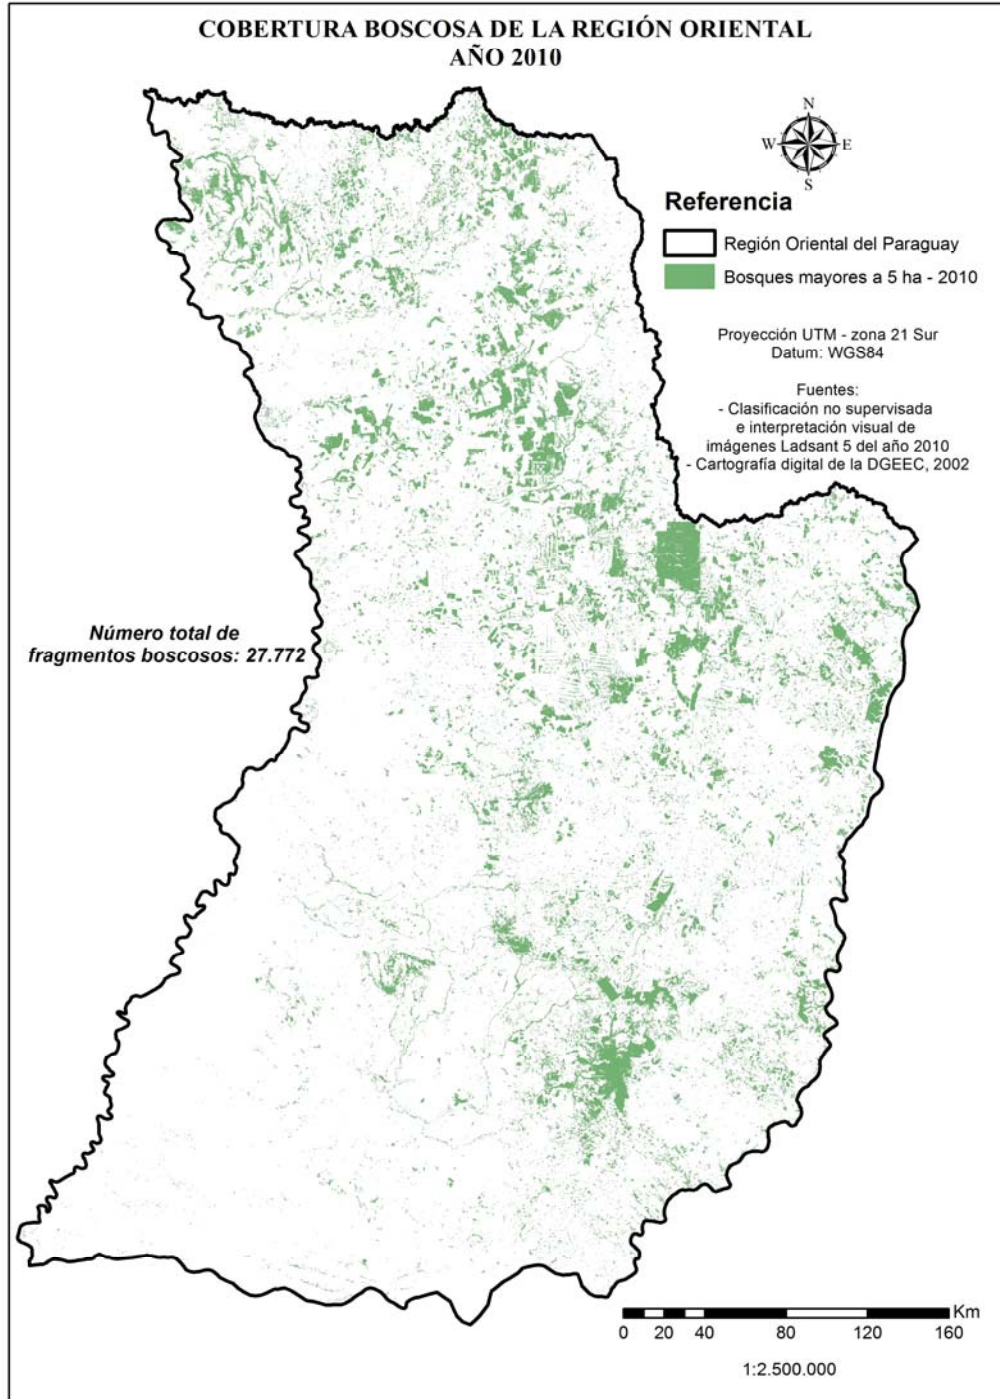 COBERTURA BOSCOSA DE LA REGIÓN ORIENTAL
AÑO 2010
N
W E
S
Referencia
Región Oriental del Paraguay
Bosques mayores a 5 ha - 2010
Proyección UTM - zona 21 Sur
Datum: WGS84
Fuentes:
- Clasificación no supervisada
e interpretación visual de
imágenes Ladsant 5 del año 2010
- Cartografía digital de la DGEEC, 2002
Número total de
fragmentos boscosos: 27.772
Km
0 20 40 80 120 160
1:2.500.000